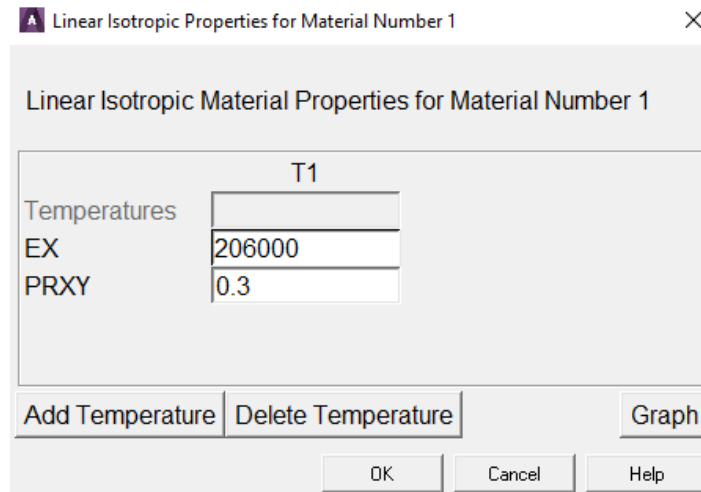 Linear Isotropic Properties for Material Number 1
Linear Isotropic Material Properties for Material Number 1
T1
Temperatures
EX 206000
PRXY 0.3
Add Temperature Delete Temperature Graph
OK Cancel Help